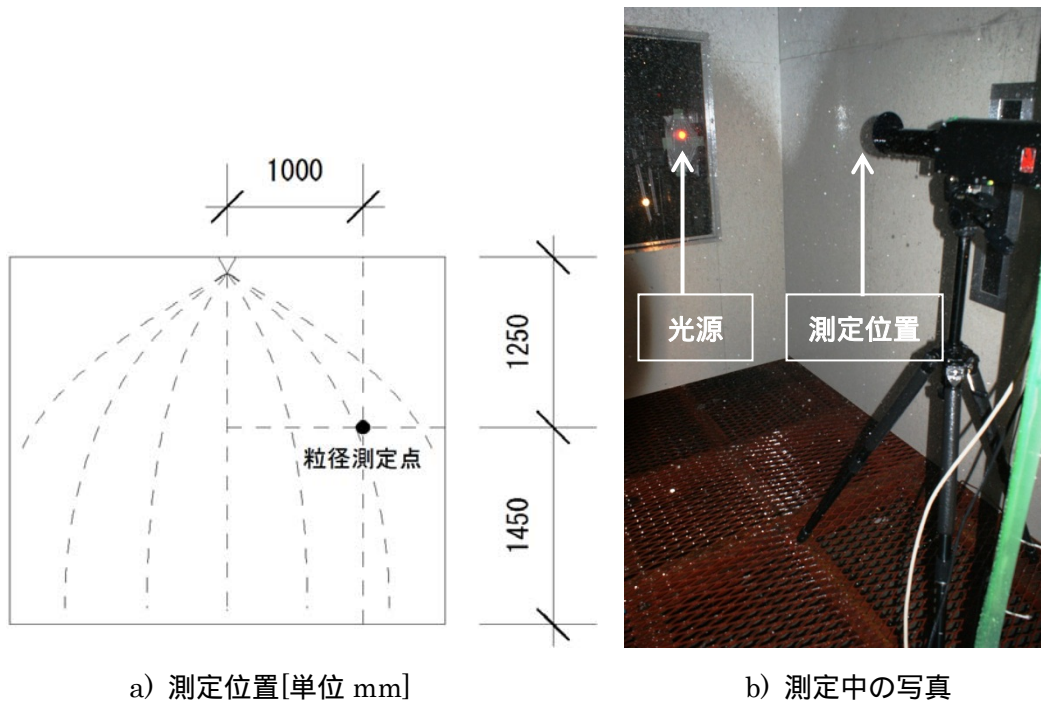 1000
1250
粒径測定点
1450
光源
測定位置
a) 測定位置[単位 mm]
b) 測定中の写真